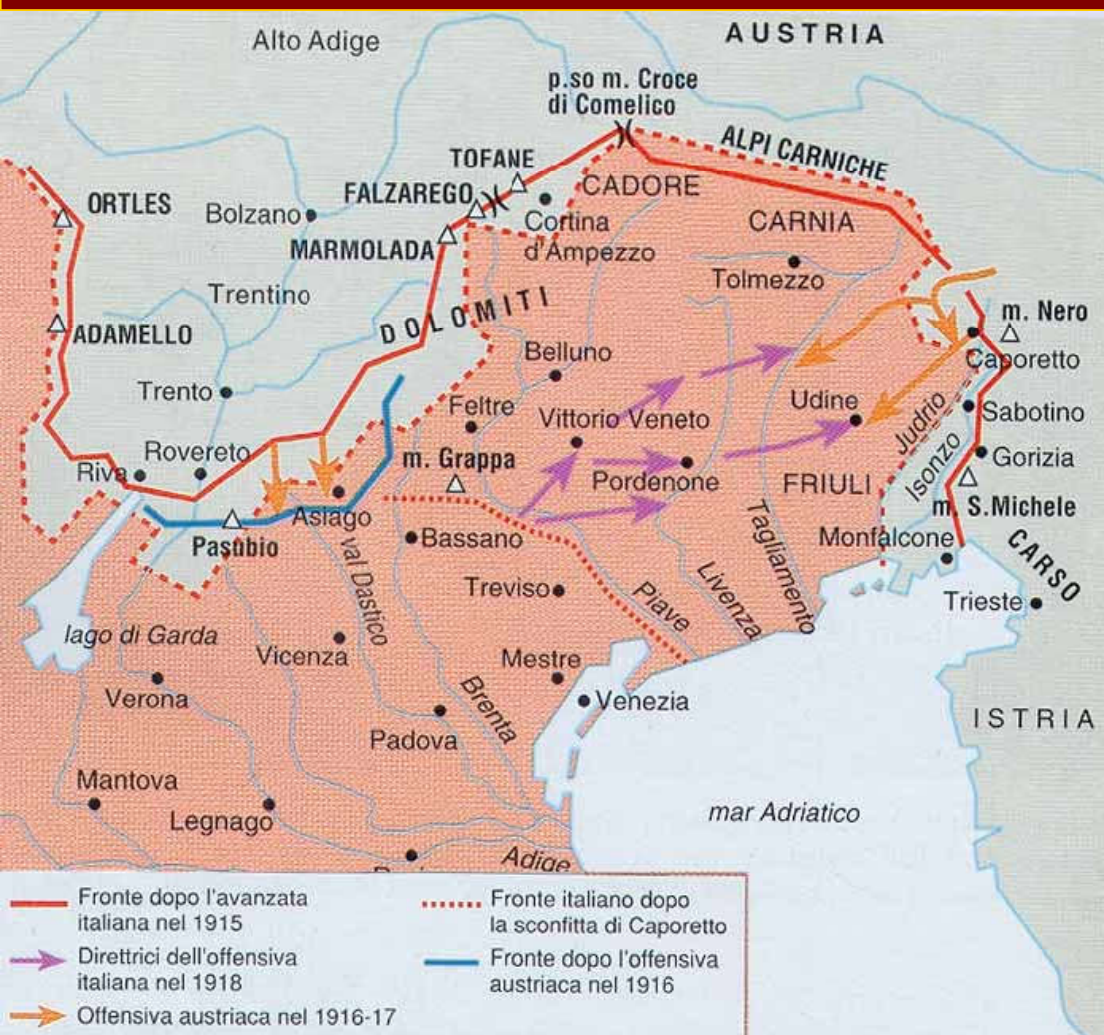 Alto Adige
AUSTRIA
p.so m. Croce
di Comelico
ALPI CARNICHE
TOFANE
CADORE
FALZAREGO
ORTLES
Bolzano
Cortina
d'Ampezzo
CARNIA
MARMOLADA
Tolmezzo
Trentino
DOLOMITI
m. Nero
ADAMELLO
Caporetto
Belluno
Trento
Feltre
Vittorio Veneto
Udine
Judrio
Sabotino
Isonzo
Rovereto
Riva
m. Grappa
Gorizia
Pordenone
FRIULI
m. S.Michele
Asiago
Pasubio
Bassano
Monfalcone
CARSO
val Dastico
Treviso
Piave
Livenza
Tagliamento
Trieste
lago di Garda
Vicenza
Mestre
Verona
Venezia
Brenta
ISTRIA
Padova
Mantova
Legnago
mar Adriatico
Adige
Fronte dopo l'avanzata
italiana nel 1915
Direttrici dell'offensiva
italiana nel 1918
Offensiva austriaca nel 1916-17
Fronte italiano dopo
la sconfitta di Caporetto
Fronte dopo l'offensiva
austriaca nel 1916